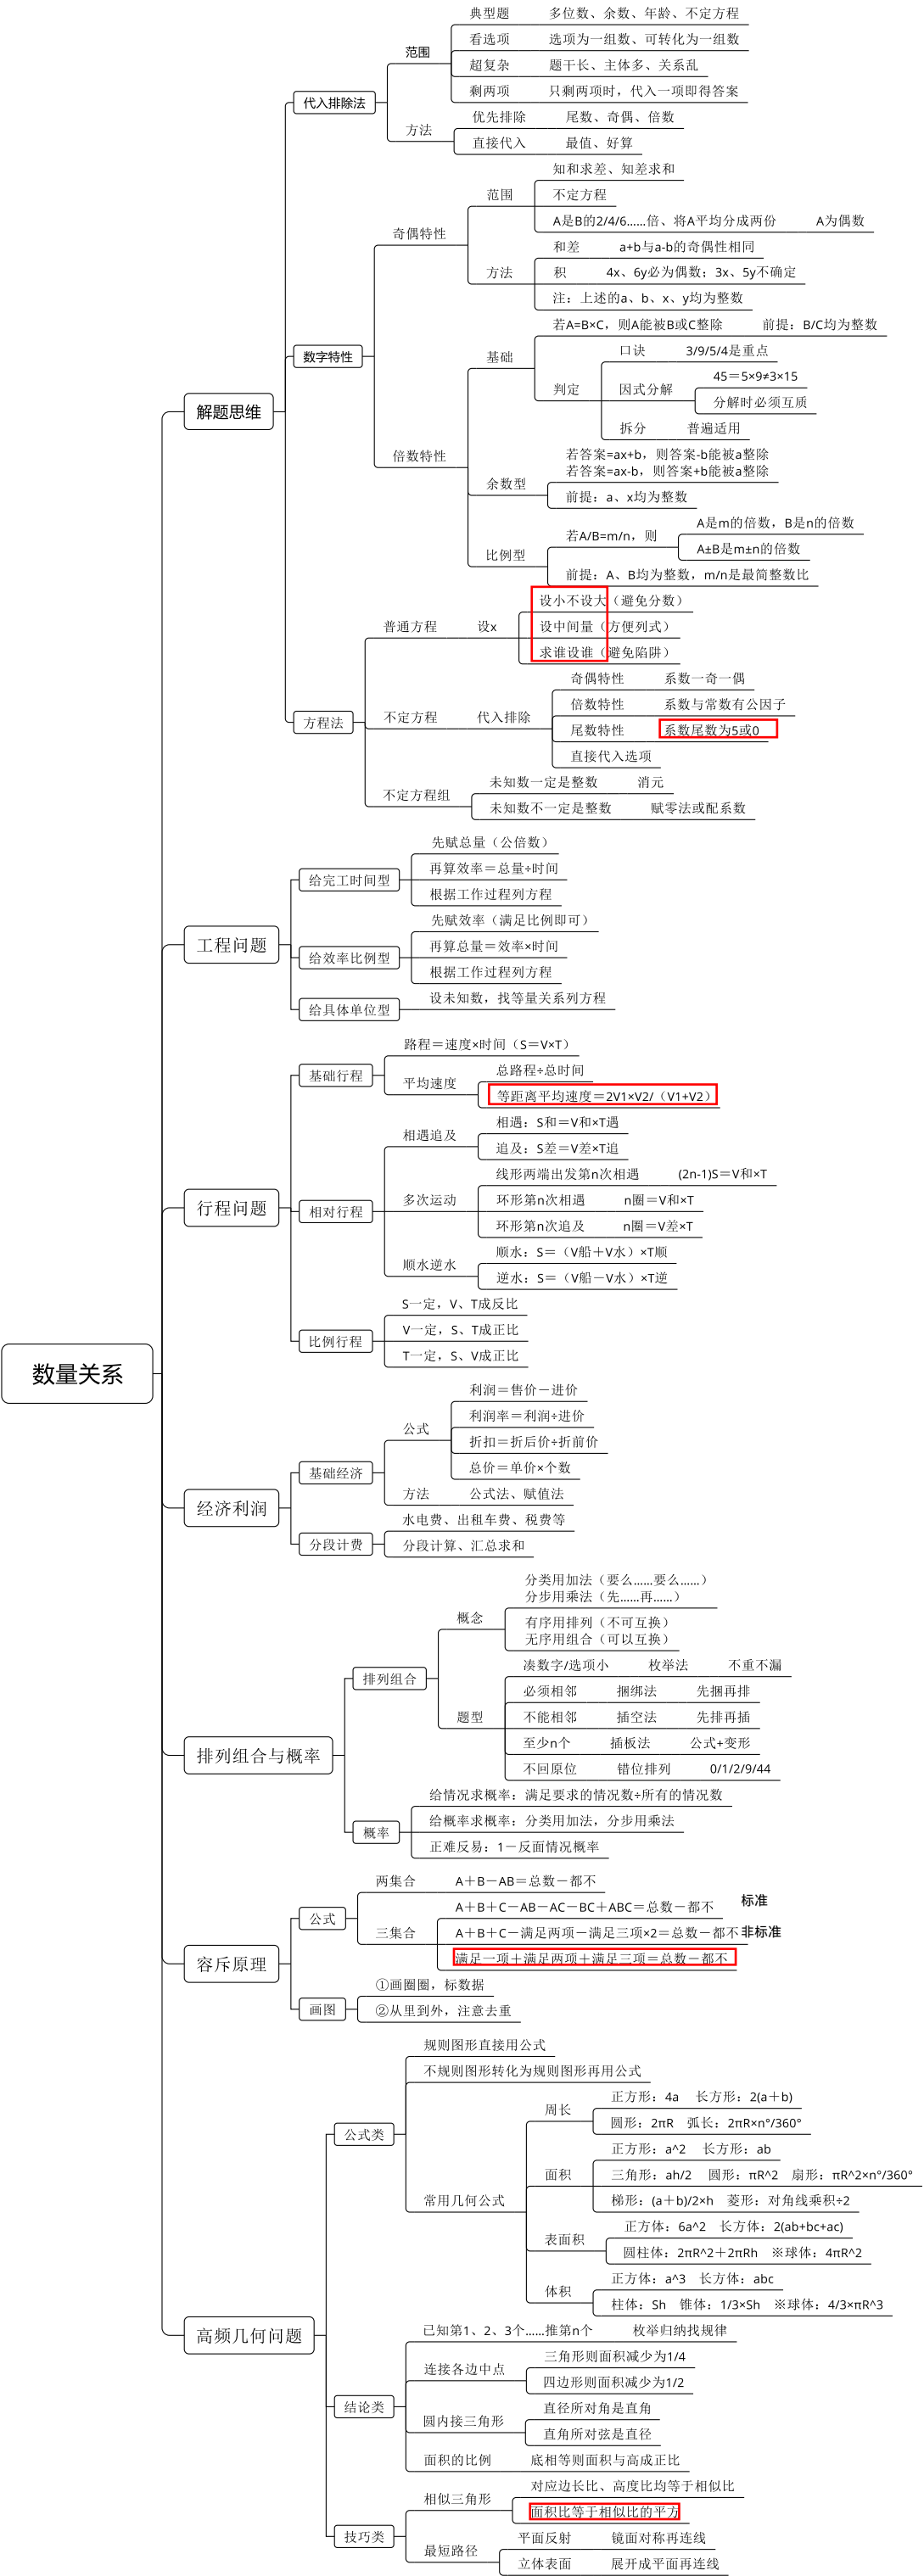 数量关系
解题思维
代入排除法
范围
典型题 多位数、余数、年龄、不定方程
看选项 选项为一组数、可转化为一组数
超复杂 题干长、主体多、关系乱
剩两项 只剩两项时，代入一项即得答案
方法
优先排除 尾数、奇偶、倍数
直接代入 最值、好算
数字特性
奇偶特性
范围
知和求差、知差求和
不定方程
A是B的2/4/6……倍、将A平均分成两份 A为偶数
方法
和差 a+b与a-b的奇偶性相同
积 4x、6y必为偶数；3x、5y不确定
注：上述的a、b、x、y均为整数
倍数特性
基础
若A=B×C，则A能被B或C整除 前提：B/C均为整数
判定
口诀 3/9/5/4是重点
因式分解
45＝5×9≠3×15
分解时必须互质
拆分 普遍适用
余数型
若答案=ax+b，则答案-b能被a整除
若答案=ax-b，则答案+b能被a整除
前提：a、x均为整数
比例型
若A/B=m/n，则
A是m的倍数，B是n的倍数
A±B是m±n的倍数
前提：A、B均为整数，m/n是最简整数比
方程法
普通方程 设x
设小不设大（避免分数）
设中间量（方便列式）
求谁设谁（避免陷阱）
不定方程 代入排除
奇偶特性 系数一奇一偶
倍数特性 系数与常数有公因子
尾数特性 系数尾数为5或0
直接代入选项
不定方程组
未知数一定是整数 消元
未知数不一定是整数 赋零法或配系数
工程问题
给完工时间型
先赋总量（公倍数）
再算效率＝总量÷时间
根据工作过程列方程
给效率比例型
先赋效率（满足比例即可）
再算总量＝效率×时间
根据工作过程列方程
给具体单位型 设未知数，找等量关系列方程
行程问题
基础行程
路程＝速度×时间（S＝V×T）
平均速度
总路程÷总时间
等距离平均速度＝2V1×V2/（V1+V2）
相对行程
相遇追及
相遇：S和＝V和×T遇
追及：S差＝V差×T追
多次运动
线形两端出发第n次相遇 (2n-1)S＝V和×T
环形第n次相遇 n圈＝V和×T
环形第n次追及 n圈＝V差×T
顺水逆水
顺水：S＝（V船＋V水）×T顺
逆水：S＝（V船－V水）×T逆
比例行程
S一定，V、T成反比
V一定，S、T成正比
T一定，S、V成正比
经济利润
基础经济
公式
利润＝售价－进价
利润率＝利润÷进价
折扣＝折后价÷折前价
总价＝单价×个数
方法 公式法、赋值法
分段计费
水电费、出租车费、税费等
分段计算、汇总求和
排列组合与概率
排列组合
概念
分类用加法（要么……要么……）
分步用乘法（先……再……）
有序用排列（不可互换）
无序用组合（可以互换）
题型
凑数字/选项小 枚举法 不重不漏
必须相邻 捆绑法 先捆再排
不能相邻 插空法 先排再插
至少n个 插板法 公式+变形
不回原位 错位排列 0/1/2/9/44
概率
给情况求概率：满足要求的情况数÷所有的情况数
给概率求概率：分类用加法，分步用乘法
正难反易：1－反面情况概率
容斥原理
公式
两集合 A＋B－AB＝总数－都不
三集合
A＋B＋C－AB－AC－BC＋ABC＝总数－都不 标准
A＋B＋C－满足两项－满足三项×2＝总数－都不 非标准
满足一项＋满足两项＋满足三项＝总数－都不
画图
①画圈圈，标数据
②从里到外，注意去重
高频几何问题
公式类
规则图形直接用公式
不规则图形转化为规则图形再用公式
常用几何公式
周长
正方形：4a 长方形：2(a＋b)
圆形：2πR 弧长：2πR×n°/360°
面积
正方形：a^2 长方形：ab
三角形：ah/2 圆形：πR^2 扇形：πR^2×n°/360°
梯形：(a＋b)/2×h 菱形：对角线乘积÷2
表面积
正方体：6a^2 长方体：2(ab+bc+ac)
圆柱体：2πR^2＋2πRh ※球体：4πR^2
体积
正方体：a^3 长方体：abc
柱体：Sh 锥体：1/3×Sh ※球体：4/3×πR^3
结论类
已知第1、2、3个……推第n个 枚举归纳找规律
连接各边中点
三角形则面积减少为1/4
四边形则面积减少为1/2
圆内接三角形
直径所对角是直角
直角所对弦是直径
面积的比例 底相等则面积与高成正比
技巧类
相似三角形
对应边长比、高度比均等于相似比
面积比等于相似比的平方
最短路径
平面反射 镜面对称再连线
立体表面 展开成平面再连线